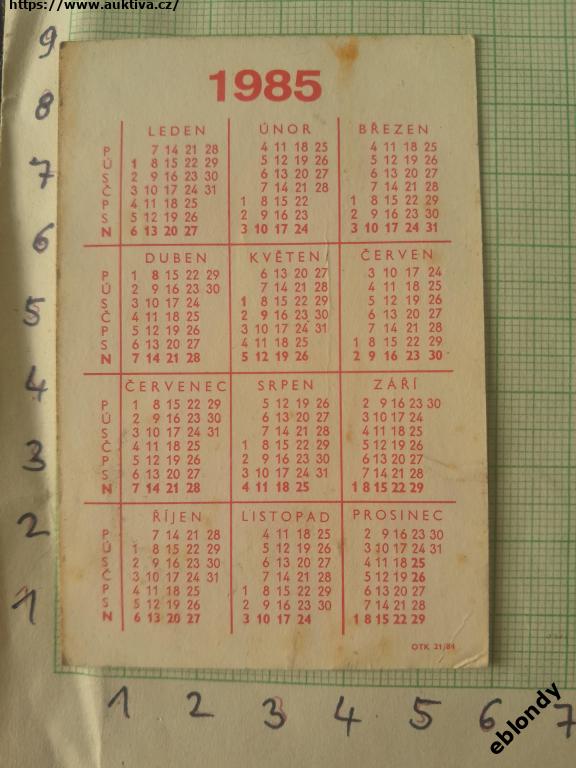 https://www.auktiva.cz/
9
8
7
6
5
4
3
2
1
1985
LEDEN ÚNOR BŘEZEN
P 7 14 21 28 4 11 18 25 4 11 18 25
Ú 1 8 15 22 29 5 12 19 26 5 12 19 26
S 2 9 16 23 30 6 13 20 27 6 13 20 27
Č 3 10 17 24 31 7 14 21 28 7 14 21 28
P 4 11 18 25 1 8 15 22 1 8 15 22 29
S 5 12 19 26 2 9 16 23 2 9 16 23 30
N 6 13 20 27 3 10 17 24 3 10 17 24 31
DUBEN KVĚTEN ČERVEN
P 1 8 15 22 29 6 13 20 27 3 10 17 24
Ú 2 9 16 23 30 7 14 21 28 4 11 18 25
S 3 10 17 24 1 8 15 22 29 5 12 19 26
Č 4 11 18 25 2 9 16 23 30 6 13 20 27
P 5 12 19 26 3 10 17 24 31 7 14 21 28
S 6 13 20 27 4 11 18 25 1 8 15 22 29
N 7 14 21 28 5 12 19 26 2 9 16 23 30
ČERVENEC SRPEN ZÁŘÍ
P 1 8 15 22 29 5 12 19 26 2 9 16 23 30
Ú 2 9 16 23 30 6 13 20 27 3 10 17 24
S 3 10 17 24 31 7 14 21 28 4 11 18 25
Č 4 11 18 25 1 8 15 22 29 5 12 19 26
P 5 12 19 26 2 9 16 23 30 6 13 20 27
S 6 13 20 27 3 10 17 24 31 7 14 21 28
N 7 14 21 28 4 11 18 25 1 8 15 22 29
ŘÍJEN LISTOPAD PROSINEC
P 7 14 21 28 4 11 18 25 2 9 16 23 30
Ú 1 8 15 22 29 5 12 19 26 3 10 17 24 31
S 2 9 16 23 30 6 13 20 27 4 11 18 25
Č 3 10 17 24 31 7 14 21 28 5 12 19 26
P 4 11 18 25 1 8 15 22 29 6 13 20 27
S 5 12 19 26 2 9 16 23 30 7 14 21 28
N 6 13 20 27 3 10 17 24 1 8 15 22 29
OTK 21/84
1 2 3 4 5 6 7
eblondy